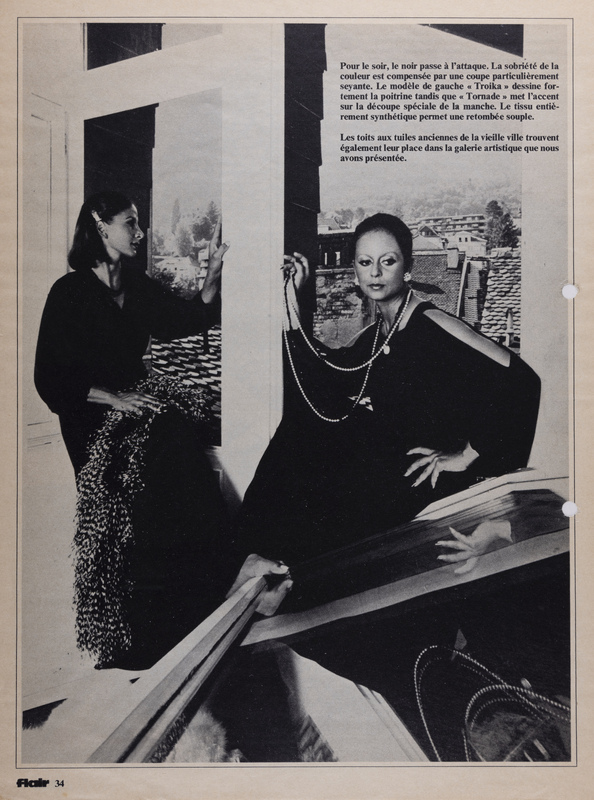 Pour le soir, le noir passe à l'attaque. La sobriété de la
couleur est compensée par une coupe particulièrement
seyante. Le modèle de gauche « Troika » dessine for-
tement la poitrine tandis que « Tornade » met l'accent
sur la découpe spéciale de la manche. Le tissu entiè-
rement synthétique permet une retombée souple.
Les toits aux tuiles anciennes de la vieille ville trouvent
également leur place dans la galerie artistique que nous
avons présentée.
flair 34